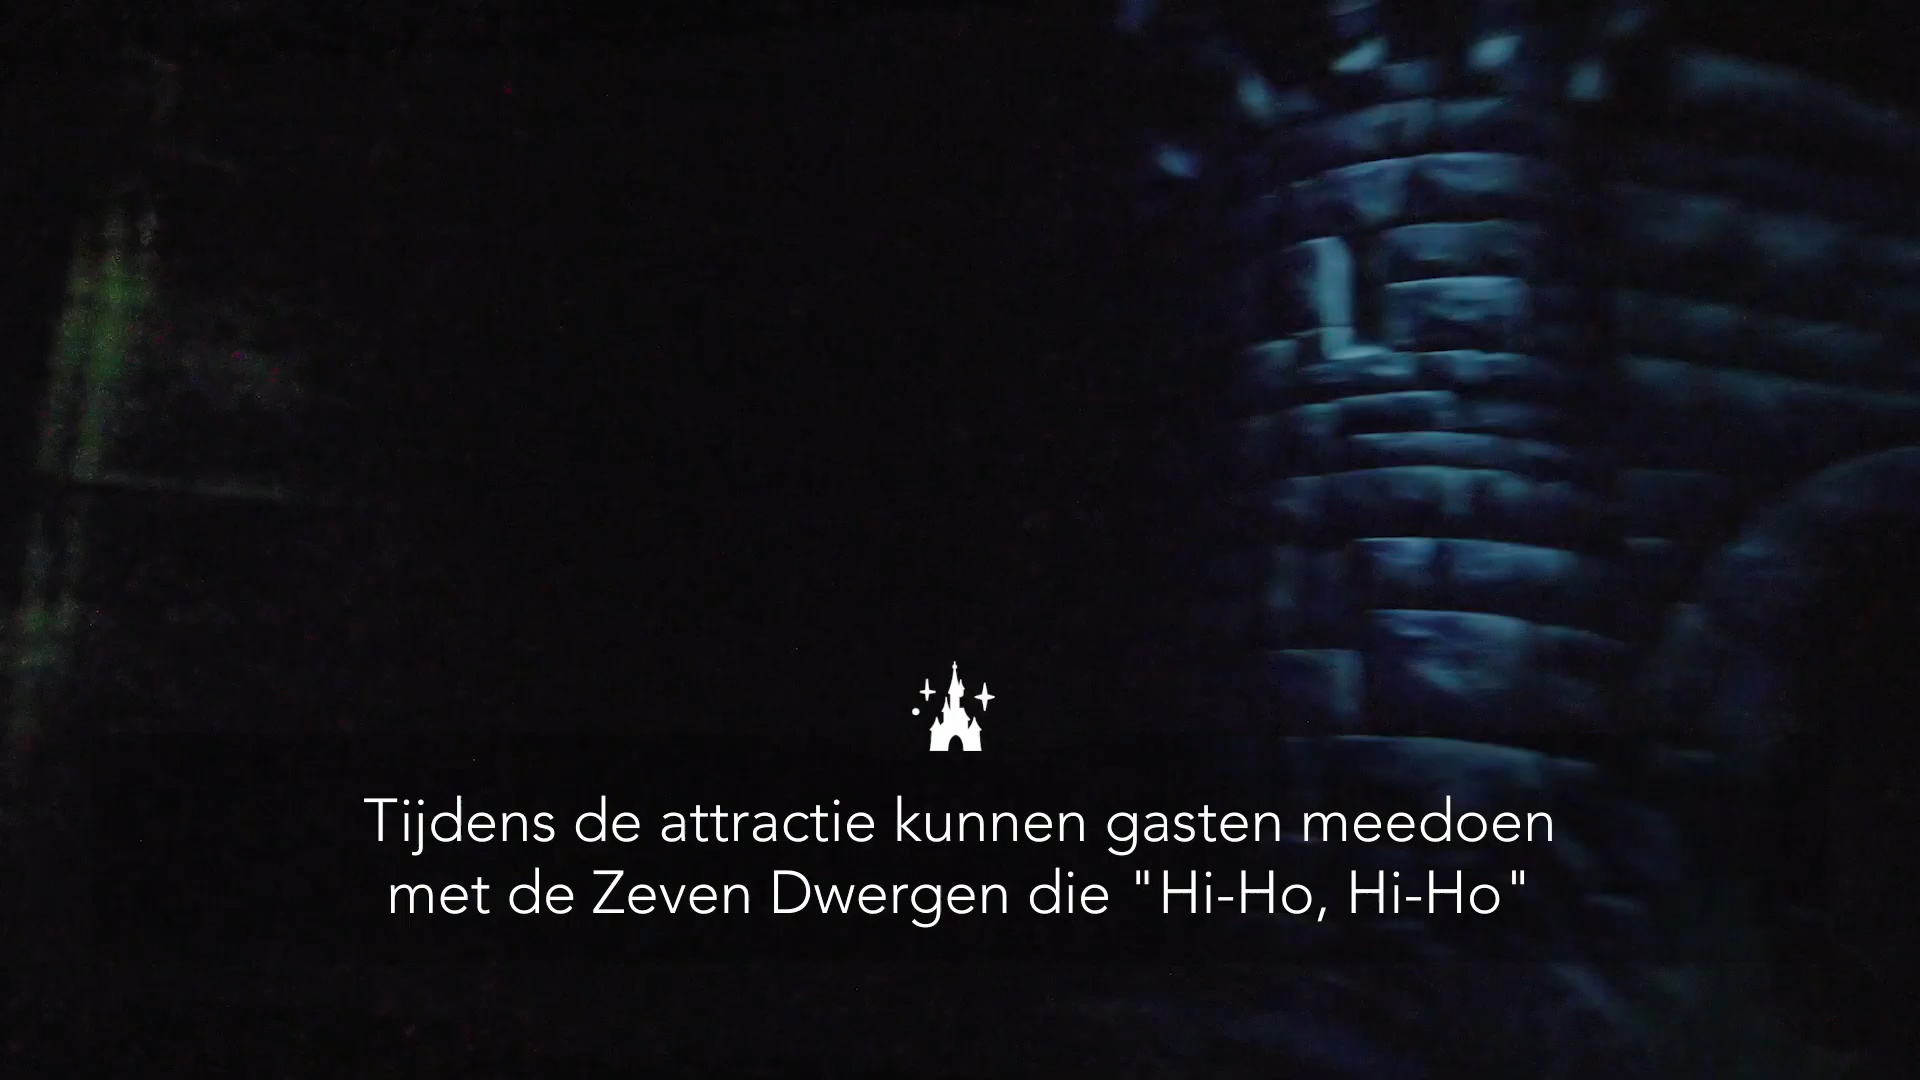 Tijdens de attractie kunnen gasten meedoen
met de Zeven Dwergen die "Hi-Ho, Hi-Ho"